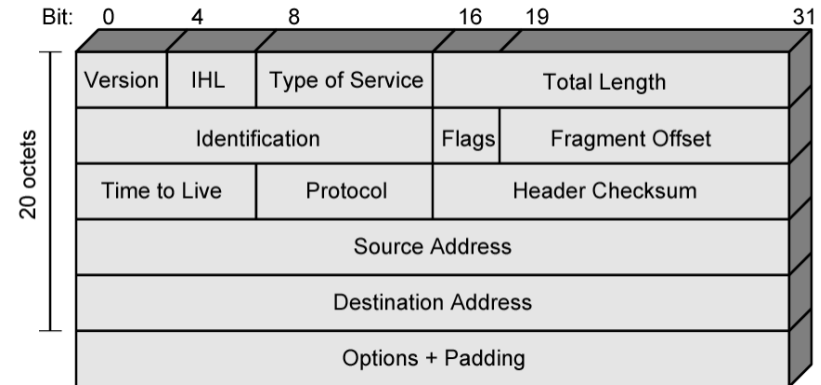 Bit: 0 4 8 16 19 31
Version IHL Type of Service Total Length
Identification Flags Fragment Offset
Time to Live Protocol Header Checksum
Source Address
Destination Address
Options + Padding
20 octets